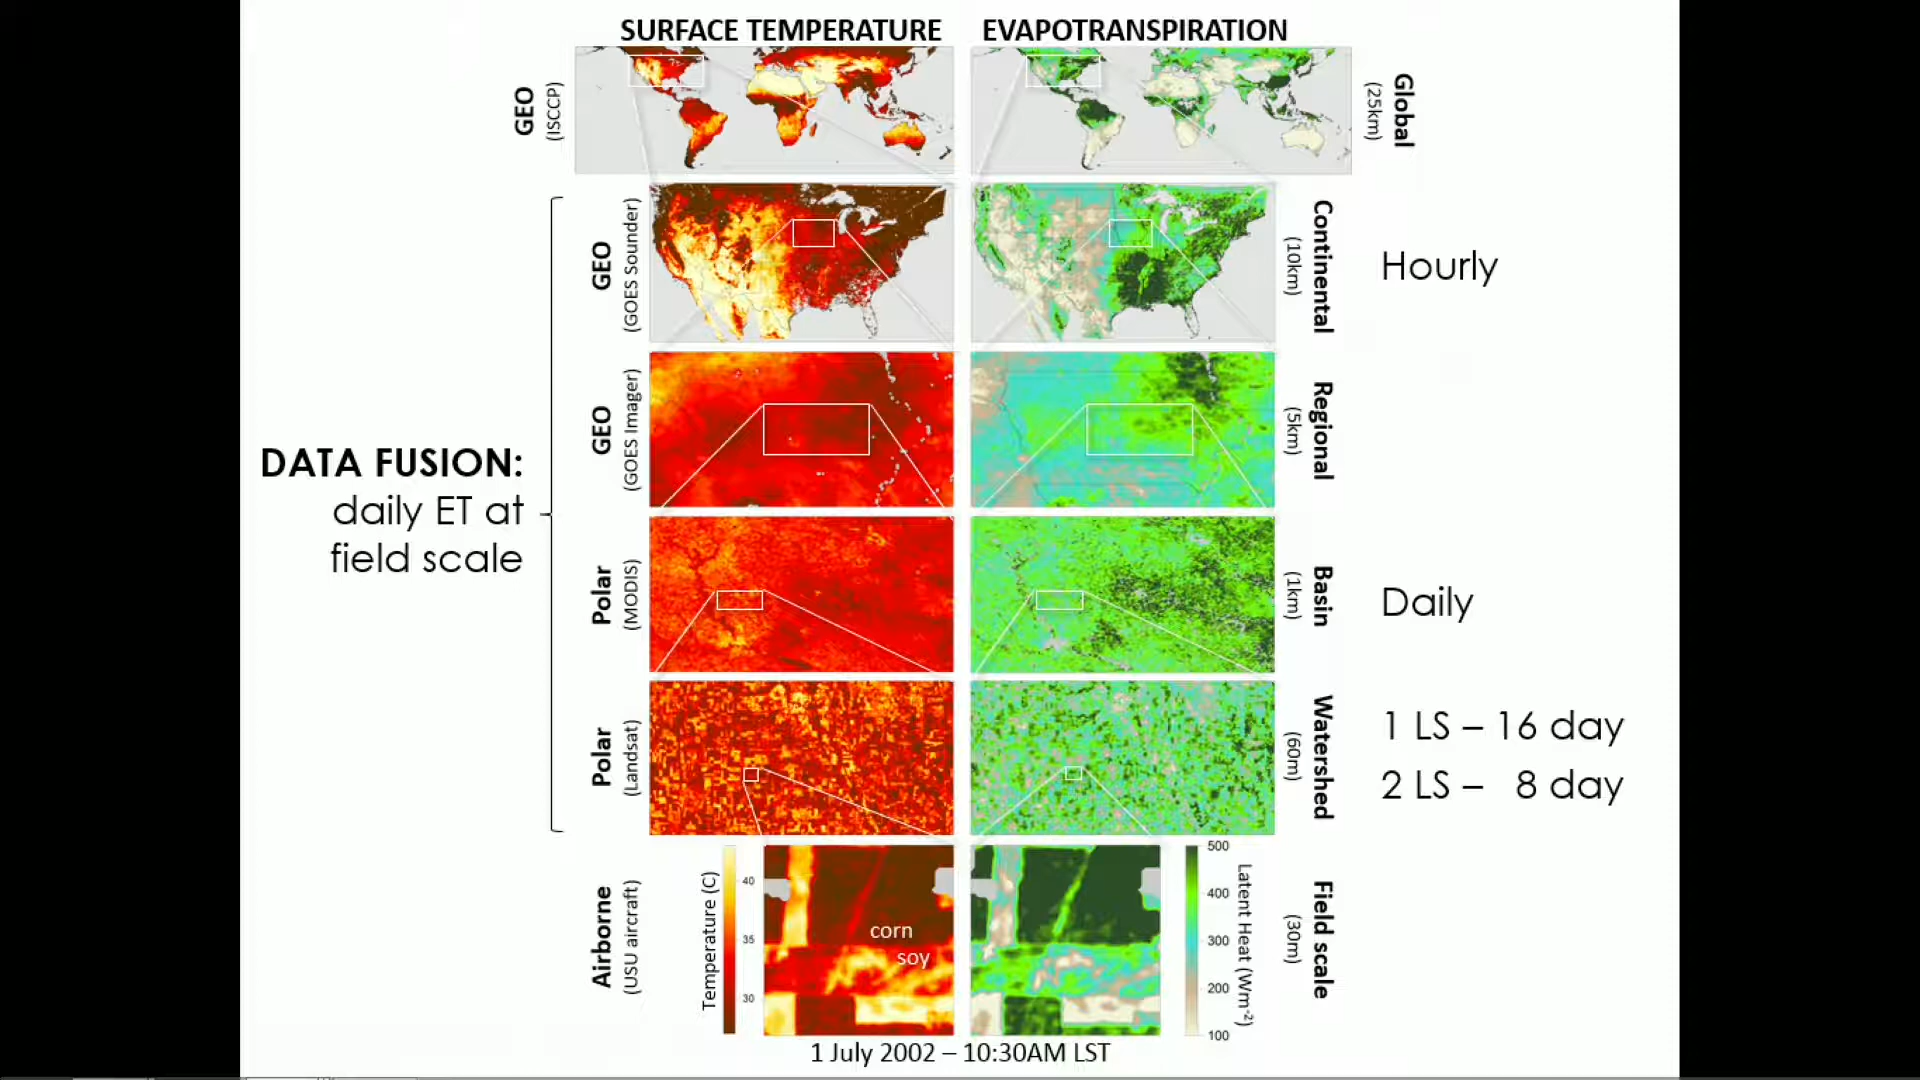 SURFACE TEMPERATURE
EVAPOTRANSPIRATION
GEO
(ISCCP)
Global
(25km)
GEO
(GOES Sounder)
Continental
(10km)
Hourly
GEO
(GOES Imager)
Regional
(5km)
DATA FUSION:
daily ET at
field scale
Polar
(MODIS)
Basin
(1km)
Daily
Polar
(Landsat)
Watershed
(60m)
1 LS – 16 day
2 LS – 8 day
Airborne
(USU aircraft)
Temperature (C)
40
35
30
corn
soy
500
400
300
200
100
Latent Heat (Wm-2)
Field scale
(30m)
1 July 2002 – 10:30AM LST